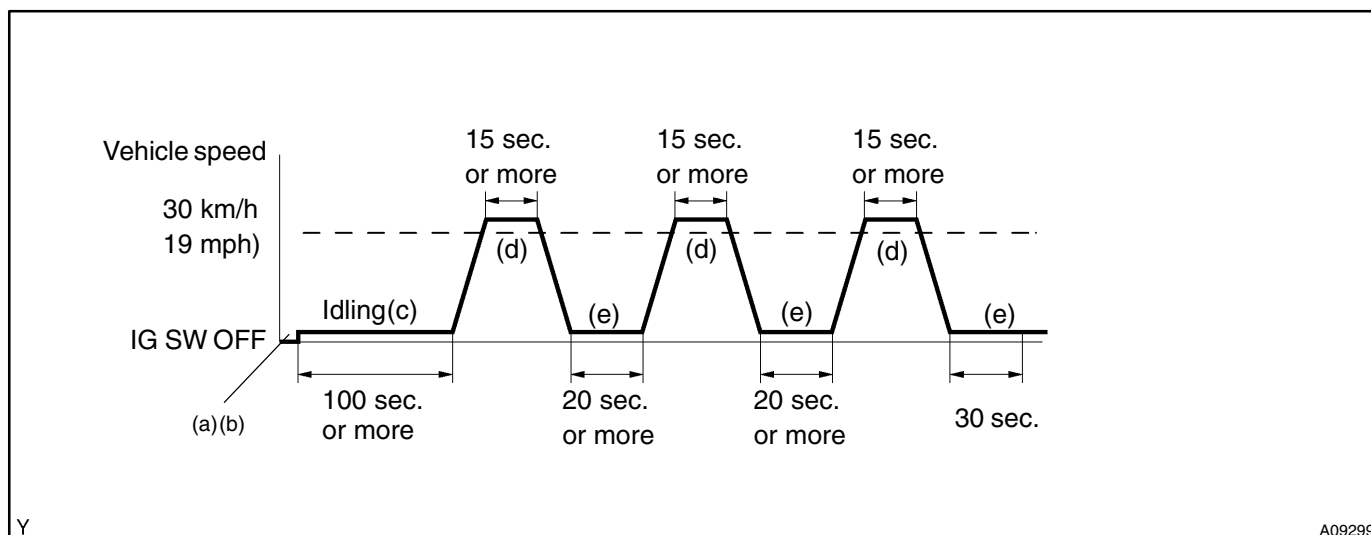 Vehicle speed
30 km/h
19 mph)
IG SW OFF
(a)(b)
Idling(c)
100 sec.
or more
15 sec.
or more
(d)
(e)
20 sec.
or more
15 sec.
or more
(d)
(e)
20 sec.
or more
15 sec.
or more
(d)
(e)
30 sec.
Y
A09299